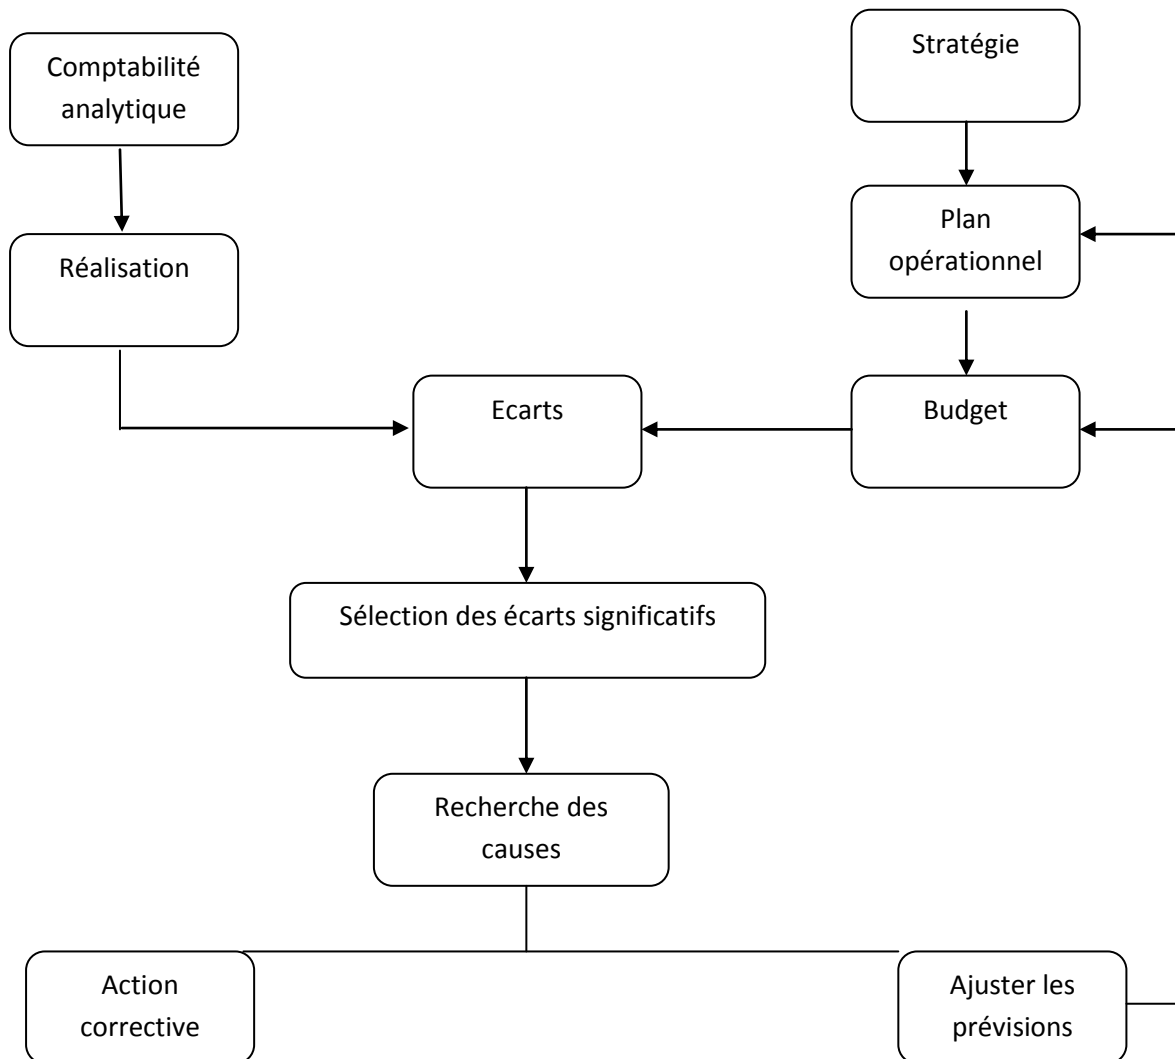 Comptabilité
analytique
Stratégie
Réalisation
Plan
opérationnel
Ecarts
Budget
Sélection des écarts significatifs
Recherche des
causes
Action
corrective
Ajuster les
prévisions